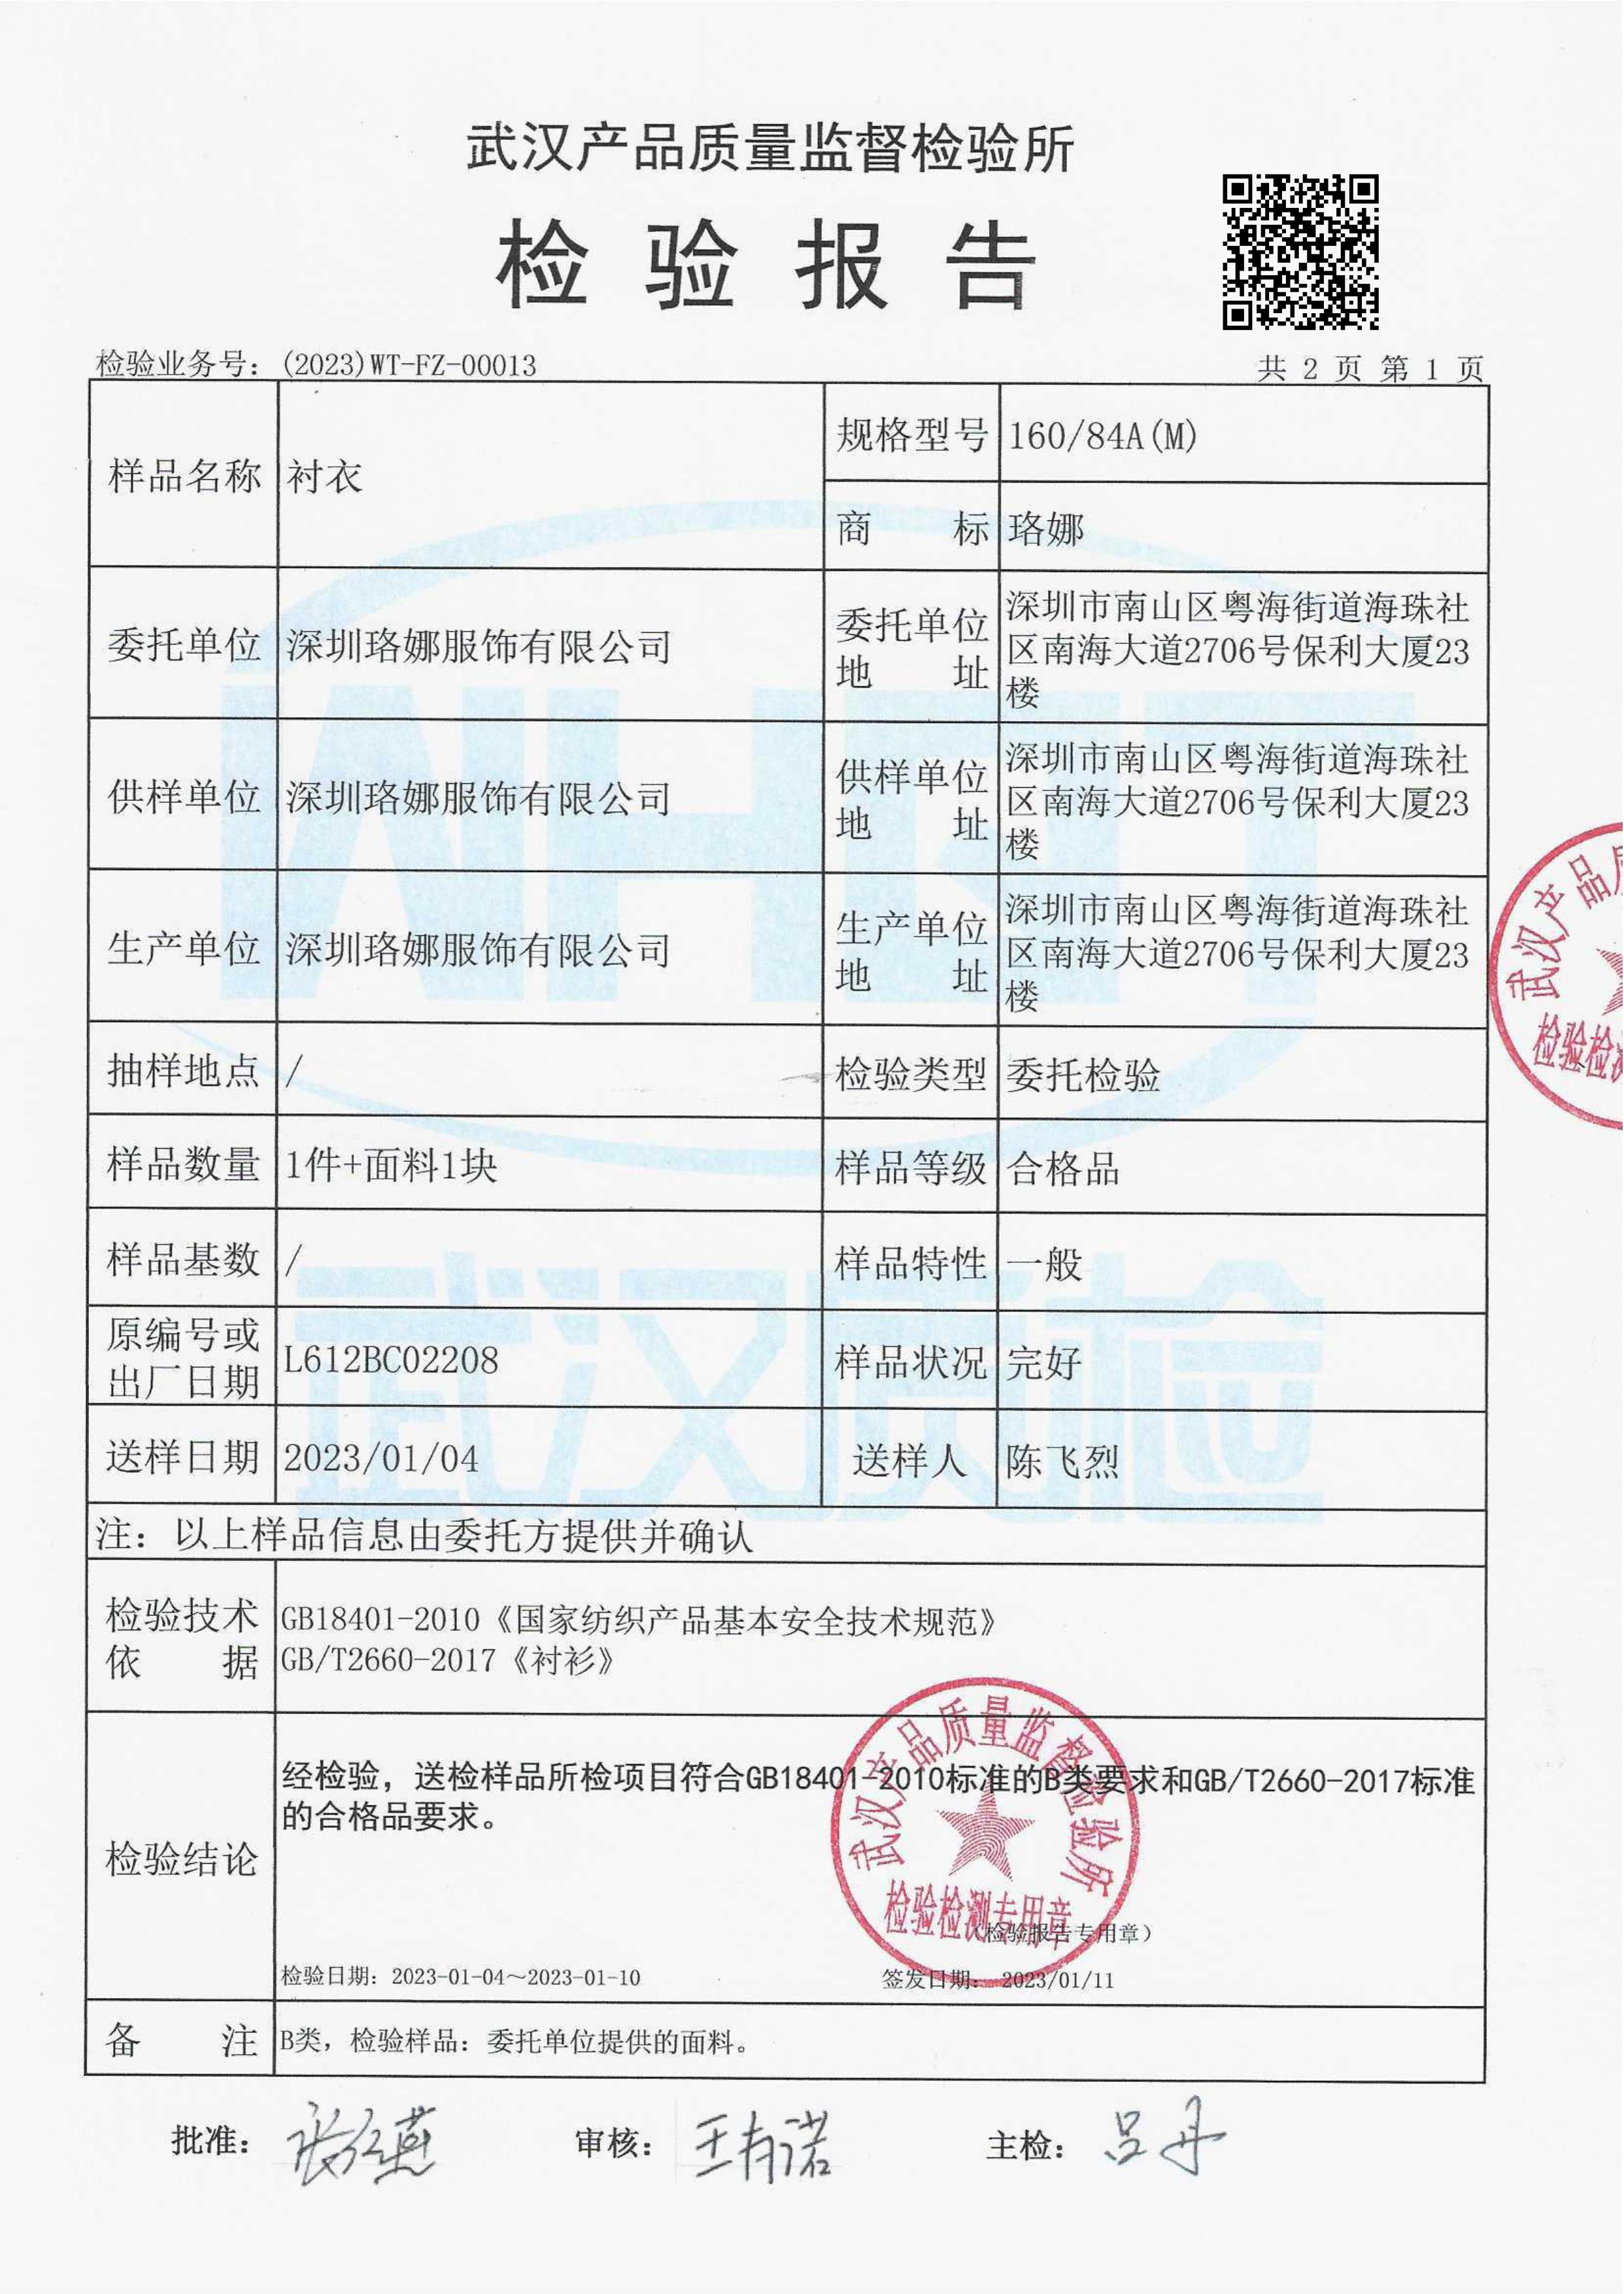 武汉产品质量监督检验所
检 验 报 告
检验业务号：(2023)WT-FZ-00013
共 2 页 第 1 页
样品名称 衬衣
规格型号 160/84A(M)
商 标 珞娜
委托单位 深圳珞娜服饰有限公司
委托单位
地 址
深圳市南山区粤海街道海珠社
区南海大道2706号保利大厦23
楼
供样单位 深圳珞娜服饰有限公司
供样单位
地 址
深圳市南山区粤海街道海珠社
区南海大道2706号保利大厦23
楼
生产单位 深圳珞娜服饰有限公司
生产单位
地 址
深圳市南山区粤海街道海珠社
区南海大道2706号保利大厦23
楼
抽样地点 / 检验类型 委托检验
样品数量 1件+面料1块 样品等级 合格品
样品基数 / 样品特性 一般
原编号或
出厂日期
L612BC02208 样品状况 完好
送样日期 2023/01/04 送样人 陈飞烈
注：以上样品信息由委托方提供并确认
检验技术
依 据
GB18401-2010《国家纺织产品基本安全技术规范》
GB/T2660-2017《衬衫》
检验结论
经检验，送检样品所检项目符合GB18401-2010标准的B类要求和GB/T2660-2017标准
的合格品要求。
武汉产品质量监督检验所
检验检测专用章
（检验报告专用章）
检验日期：2023-01-04～2023-01-10 签发日期：2023/01/11
备 注 B类，检验样品：委托单位提供的面料。
批准： 审核： 主检：吕丹
武汉产品
检验检
武汉质检